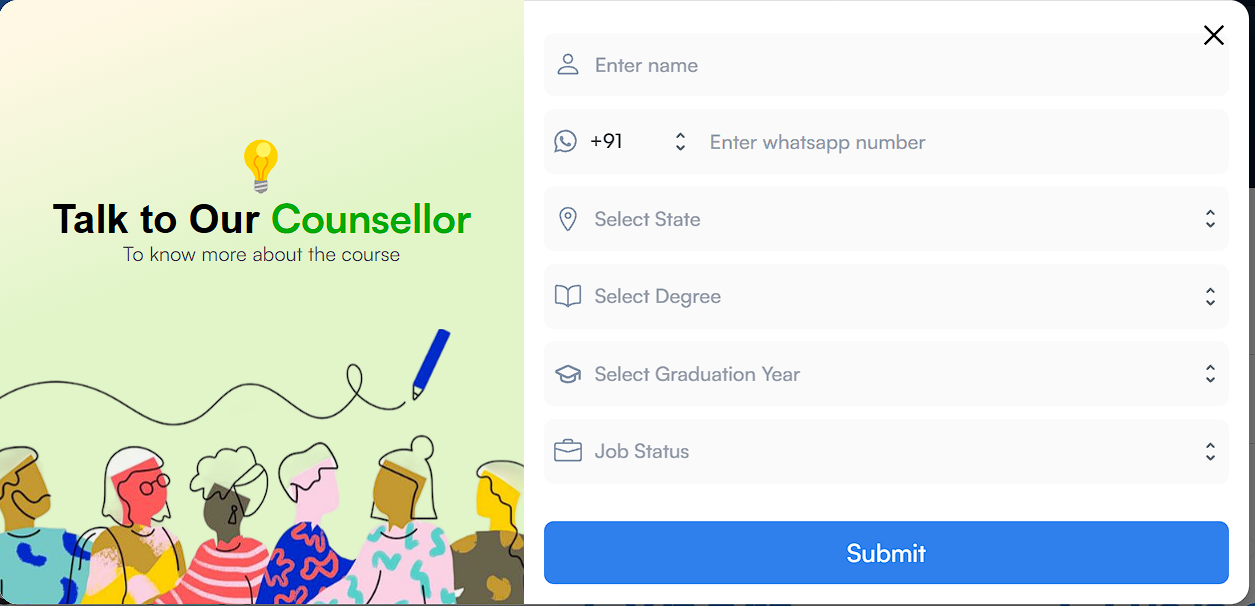 Talk to Our Counsellor
To know more about the course
Enter name
+91 Enter whatsapp number
Select State
Select Degree
Select Graduation Year
Job Status
Submit